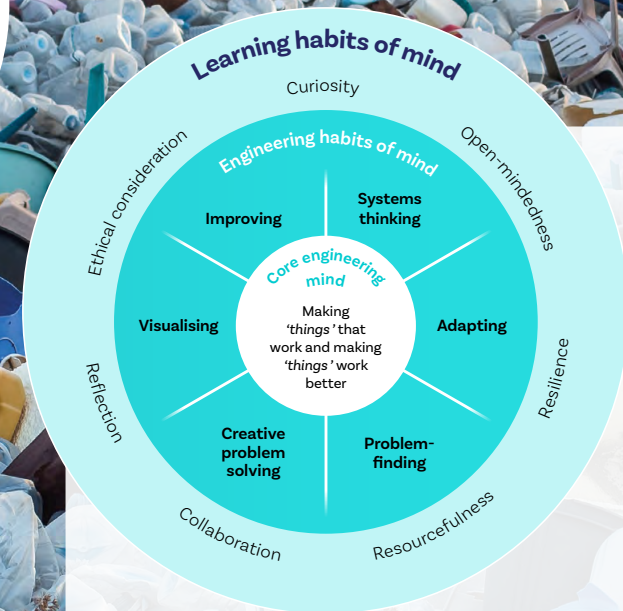 Learning habits of mind
Curiosity
Open-mindedness
Resilience
Resourcefulness
Collaboration
Reflection
Ethical consideration
Engineering habits of mind
Systems
thinking
Adapting
Problem-
finding
Creative
problem
solving
Visualising
Improving
Core engineering
mind
Making
‘things’ that
work and making
‘things’ work
better